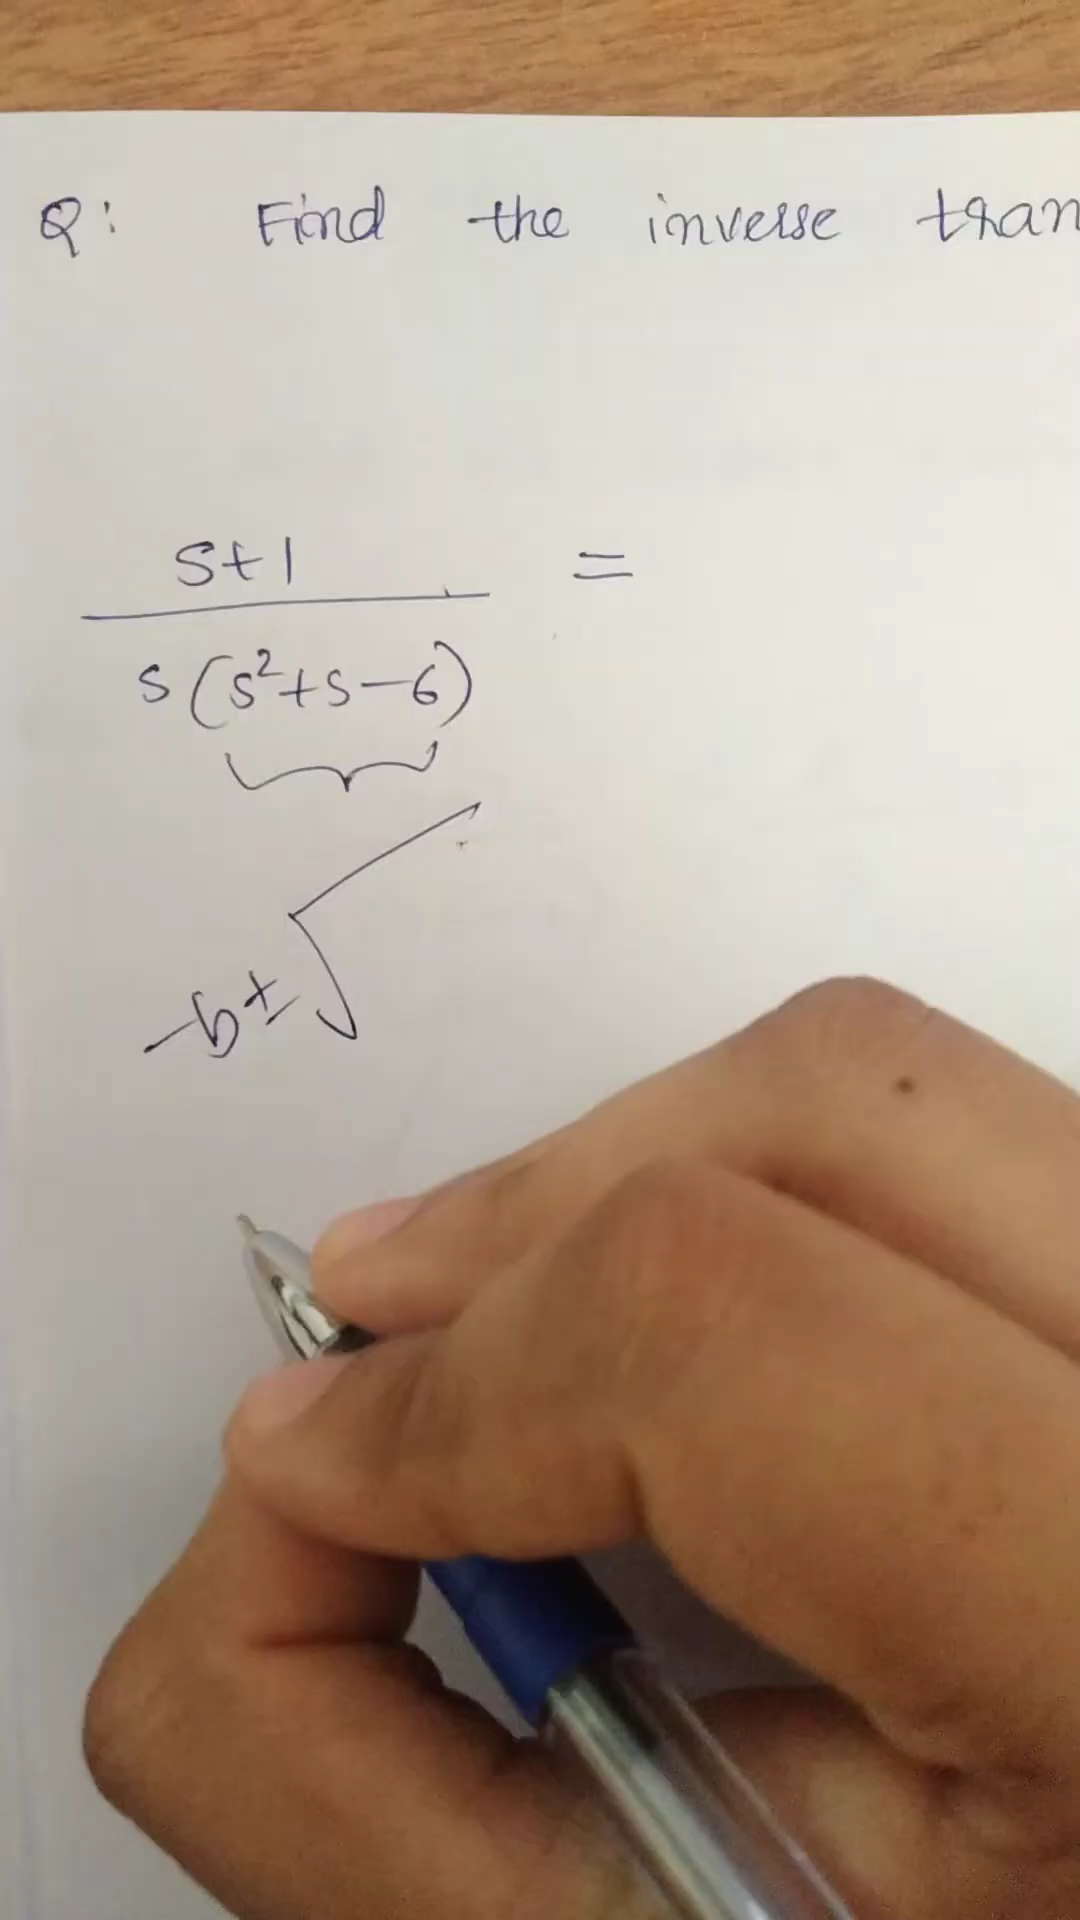 Q: Find the inverse tran
s+1
=
s(s²+s-6)
-b±√